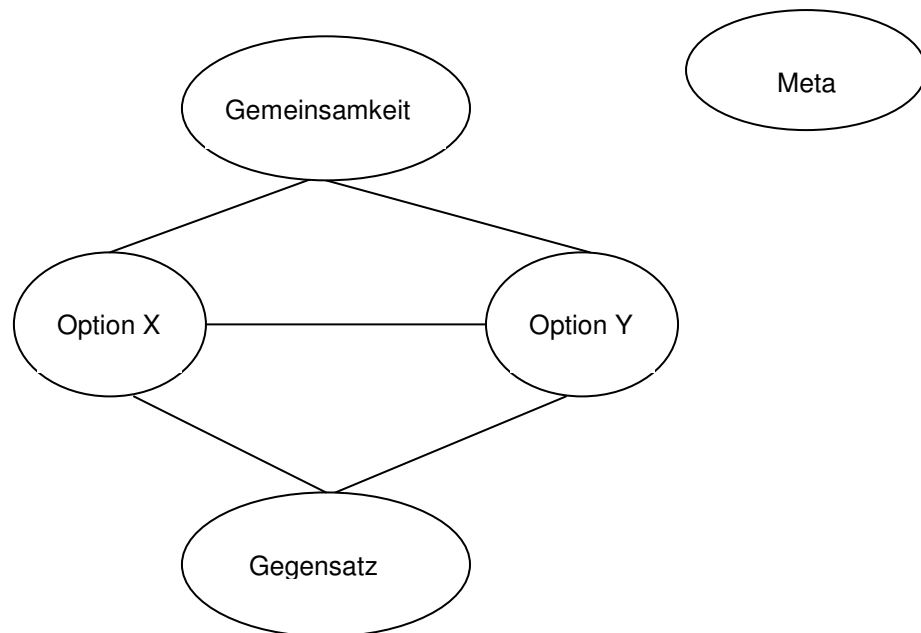 Gemeinsamkeit
Meta
Option X
Option Y
Gegensatz